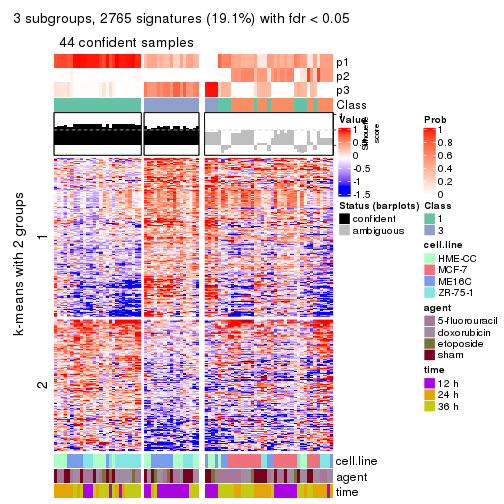 3 subgroups, 2765 signatures (19.1%) with fdr < 0.05
44 confident samples
p1
p2
p3
Class
Silhouette
score
k-means with 2 groups
1
2
cell.line
agent
time
Value
1
0.5
0
-0.5
-1
-1.5
Status (barplots)
confident
ambiguous
Prob
1
0.8
0.6
0.4
0.2
0
Class
1
3
cell.line
HME-CC
MCF-7
ME16C
ZR-75-1
agent
5-fluorouracil
doxorubicin
etoposide
sham
time
12 h
24 h
36 h